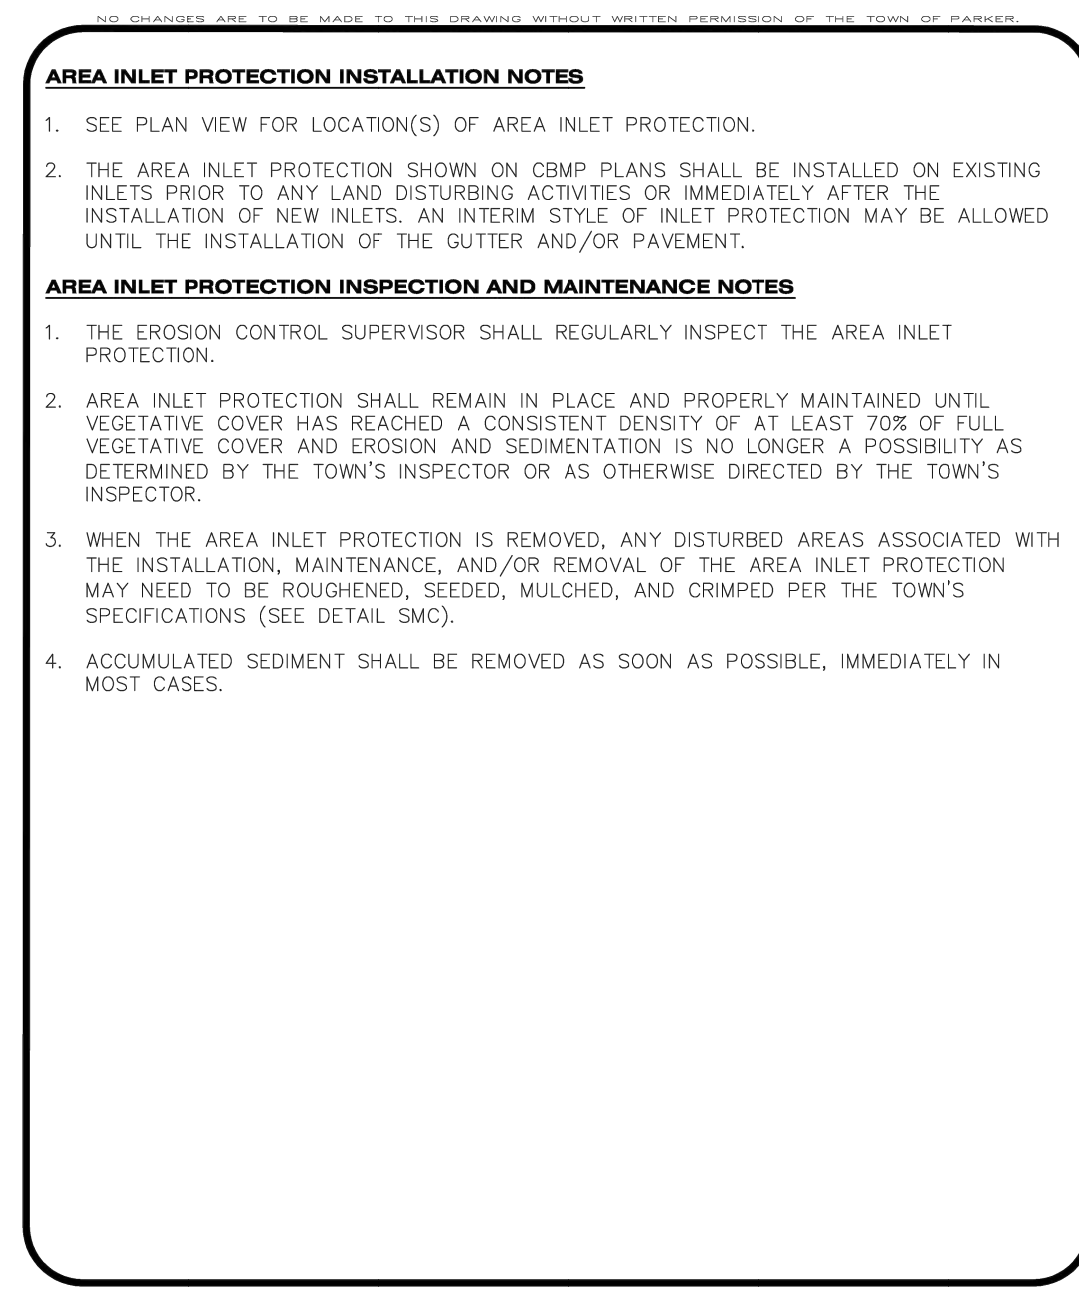 NO CHANGES ARE TO BE MADE TO THIS DRAWING WITHOUT WRITTEN PERMISSION OF THE TOWN OF PARKER.
AREA INLET PROTECTION INSTALLATION NOTES
1. SEE PLAN VIEW FOR LOCATION(S) OF AREA INLET PROTECTION.
2. THE AREA INLET PROTECTION SHOWN ON CBMP PLANS SHALL BE INSTALLED ON EXISTING
INLETS PRIOR TO ANY LAND DISTURBING ACTIVITIES OR IMMEDIATELY AFTER THE
INSTALLATION OF NEW INLETS. AN INTERIM STYLE OF INLET PROTECTION MAY BE ALLOWED
UNTIL THE INSTALLATION OF THE GUTTER AND/OR PAVEMENT.
AREA INLET PROTECTION INSPECTION AND MAINTENANCE NOTES
1. THE EROSION CONTROL SUPERVISOR SHALL REGULARLY INSPECT THE AREA INLET
PROTECTION.
2. AREA INLET PROTECTION SHALL REMAIN IN PLACE AND PROPERLY MAINTAINED UNTIL
VEGETATIVE COVER HAS REACHED A CONSISTENT DENSITY OF AT LEAST 70% OF FULL
VEGETATIVE COVER AND EROSION AND SEDIMENTATION IS NO LONGER A POSSIBILITY AS
DETERMINED BY THE TOWN'S INSPECTOR OR AS OTHERWISE DIRECTED BY THE TOWN'S
INSPECTOR.
3. WHEN THE AREA INLET PROTECTION IS REMOVED, ANY DISTURBED AREAS ASSOCIATED WITH
THE INSTALLATION, MAINTENANCE, AND/OR REMOVAL OF THE AREA INLET PROTECTION
MAY NEED TO BE ROUGHENED, SEEDED, MULCHED, AND CRIMPED PER THE TOWN'S
SPECIFICATIONS (SEE DETAIL SMC).
4. ACCUMULATED SEDIMENT SHALL BE REMOVED AS SOON AS POSSIBLE, IMMEDIATELY IN
MOST CASES.